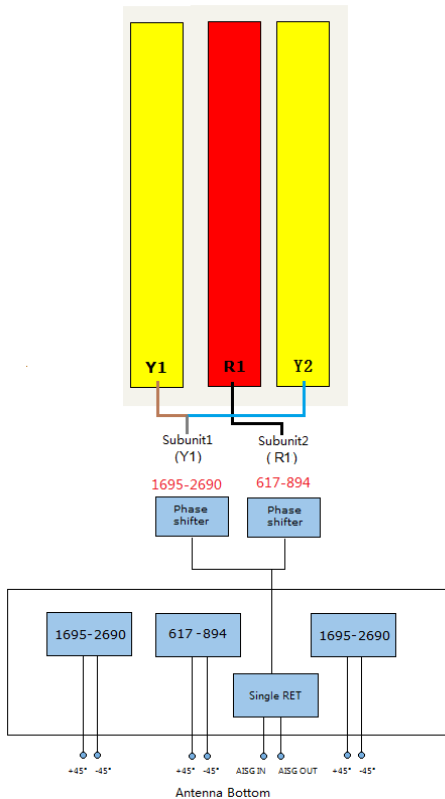 Y1
R1
Y2
Subunit1
(Y1)
Subunit2
( R1)
1695-2690
617-894
Phase
shifter
Phase
shifter
1695-2690
617 -894
1695-2690
Single RET
+45° -45°
+45° -45°
AISG IN
AISG OUT
+45° -45°
Antenna Bottom